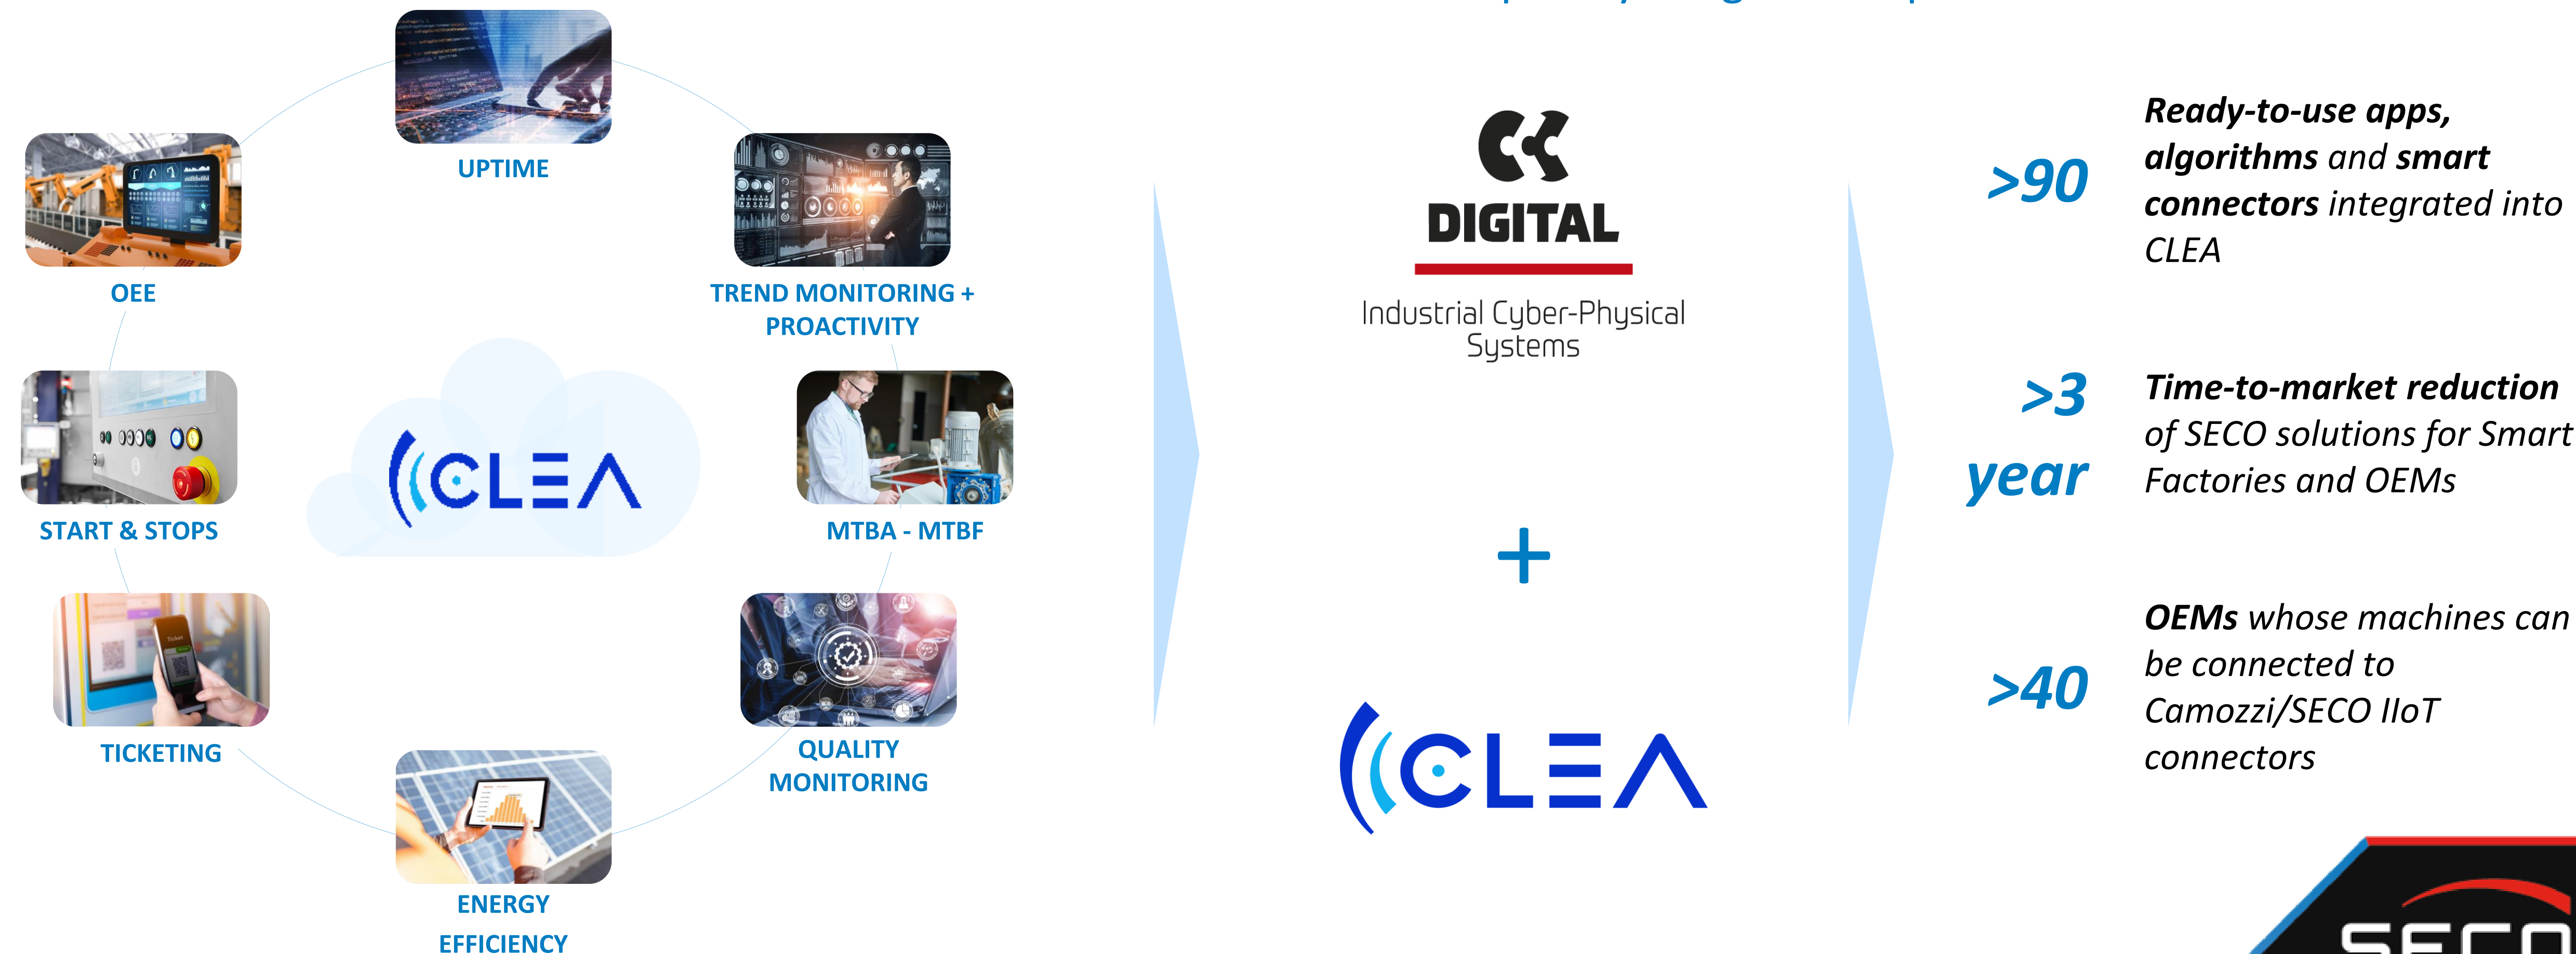 UPTIME
OEE
TREND MONITORING +
PROACTIVITY
START & STOPS
CLEA
MTBA - MTBF
TICKETING
Ticket
QUALITY
MONITORING
ENERGY
EFFICIENCY
DIGITAL
Industrial Cyber-Physical
Systems
+
CLEA
>90
Ready-to-use apps,
algorithms and smart
connectors integrated into
CLEA
>3
year
Time-to-market reduction
of SECO solutions for Smart
Factories and OEMs
>40
OEMs whose machines can
be connected to
Camozzi/SECO IIoT
connectors
SECO